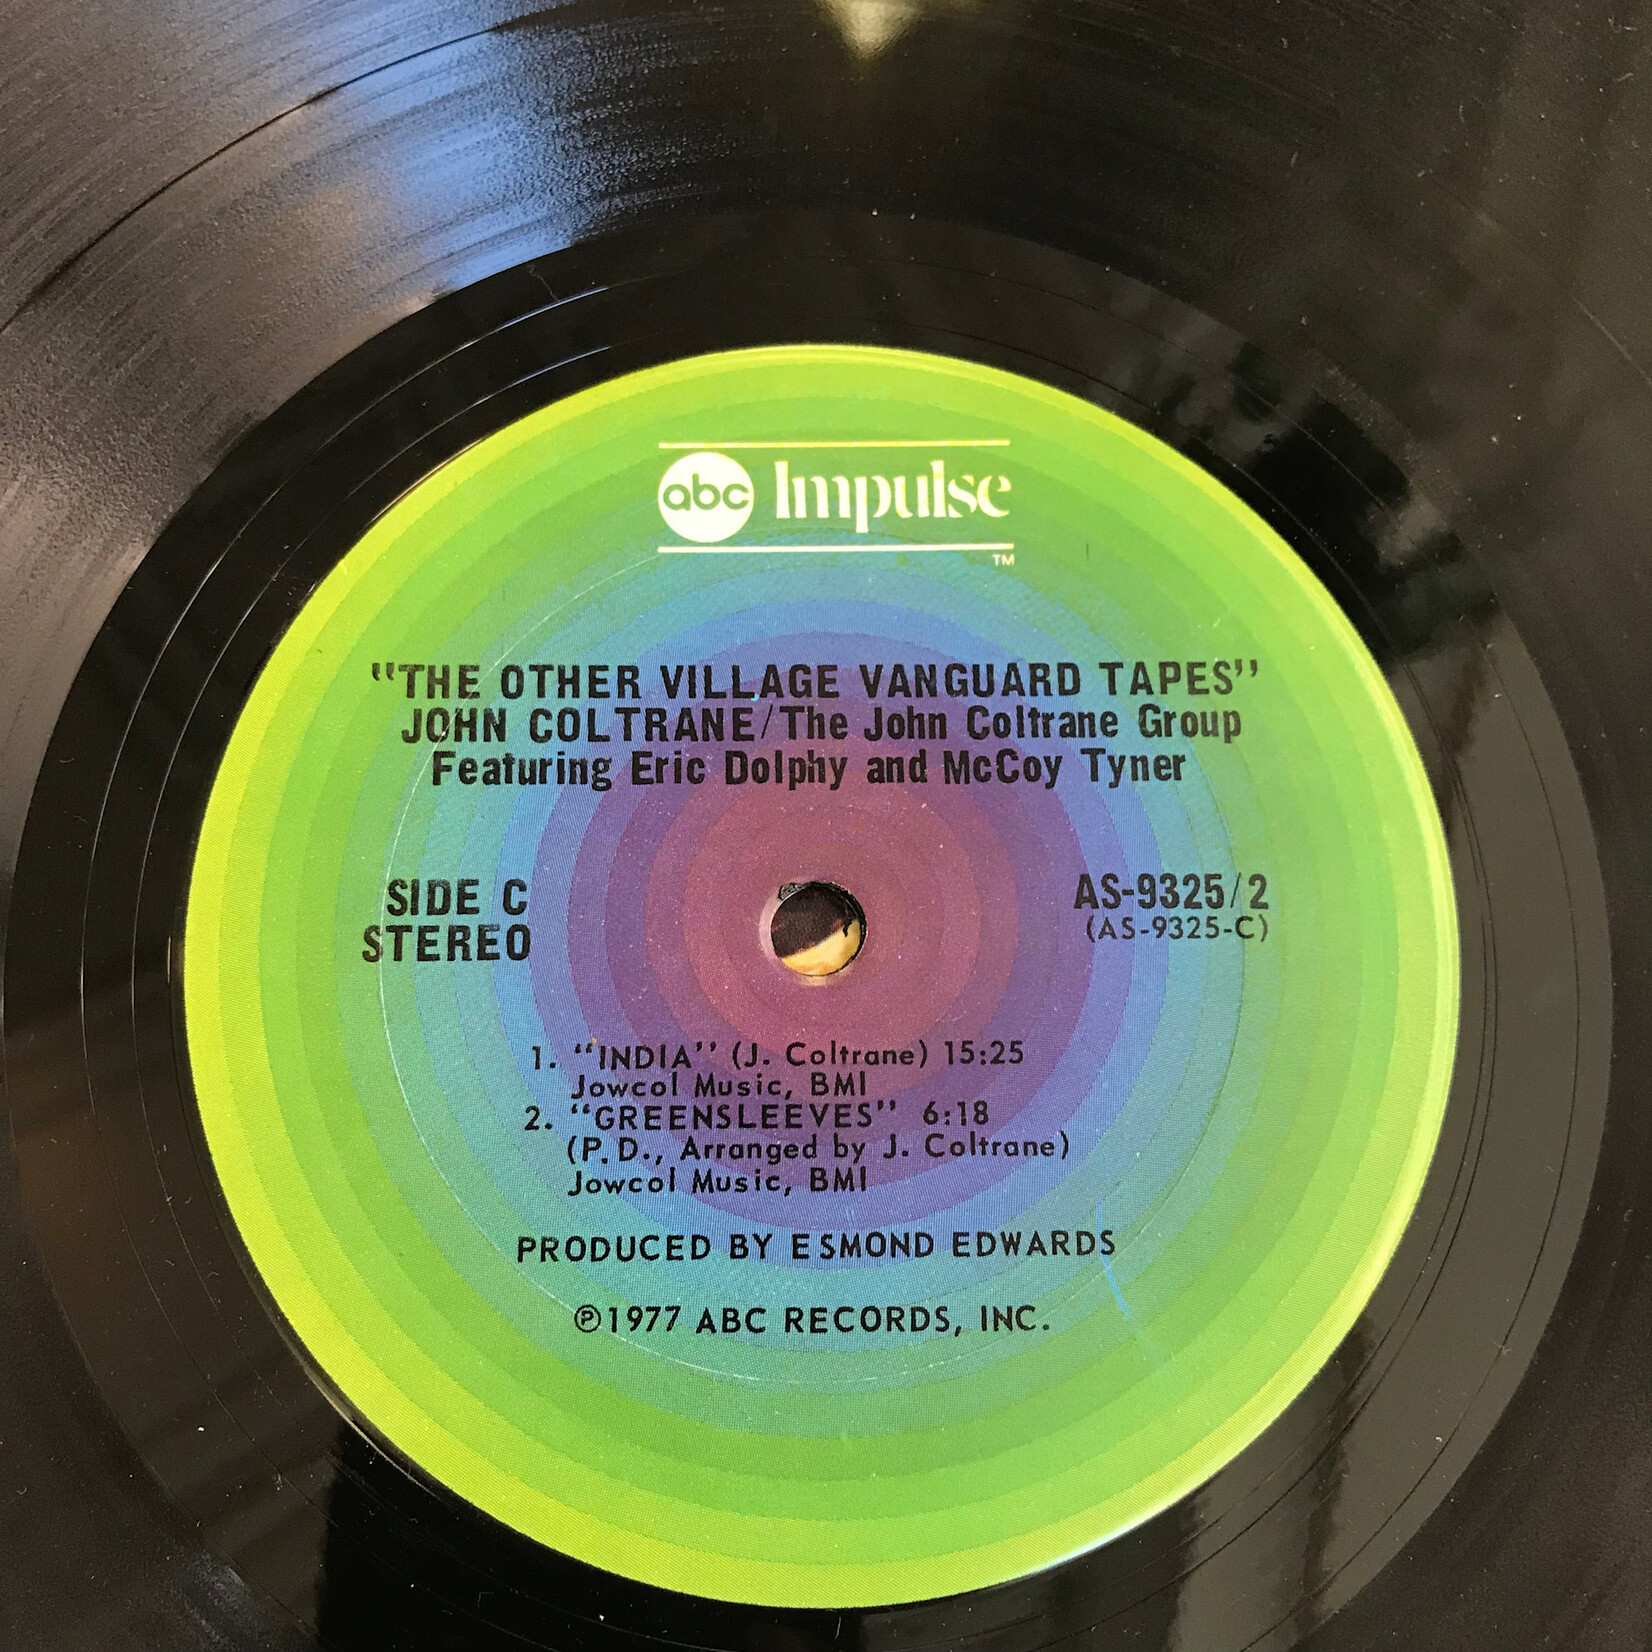 abc Impulse
TM
"THE OTHER VILLAGE VANGUARD TAPES"
JOHN COLTRANE/The John Coltrane Group
Featuring Eric Dolphy and McCoy Tyner
SIDE C
STEREO
AS-9325/2
(AS-9325-C)
1. "INDIA" (J. Coltrane) 15:25
Jowcol Music, BMI
2. "GREENSLEEVES" 6:18
(P.D., Arranged by J. Coltrane)
Jowcol Music, BMI
PRODUCED BY ESMOND EDWARDS
℗1977 ABC RECORDS, INC.